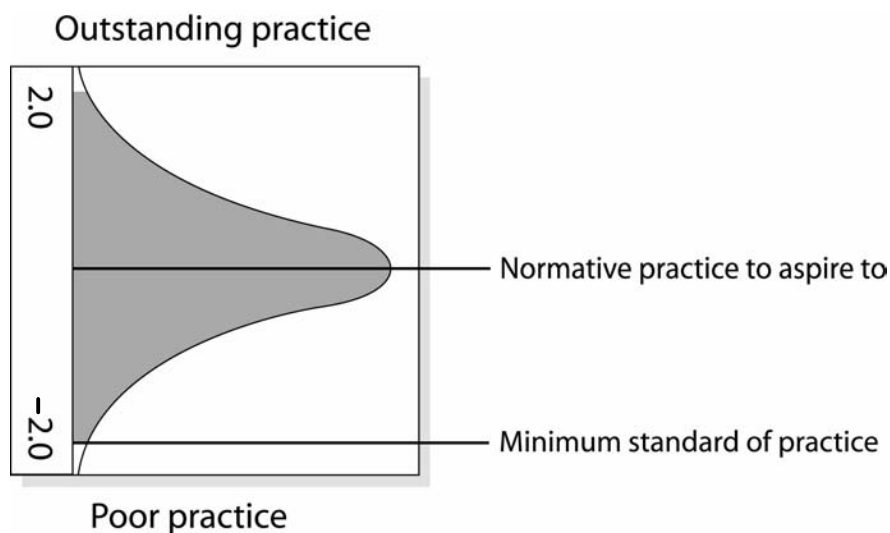 Outstanding practice
2.0
Normative practice to aspire to
-2.0
Minimum standard of practice
Poor practice